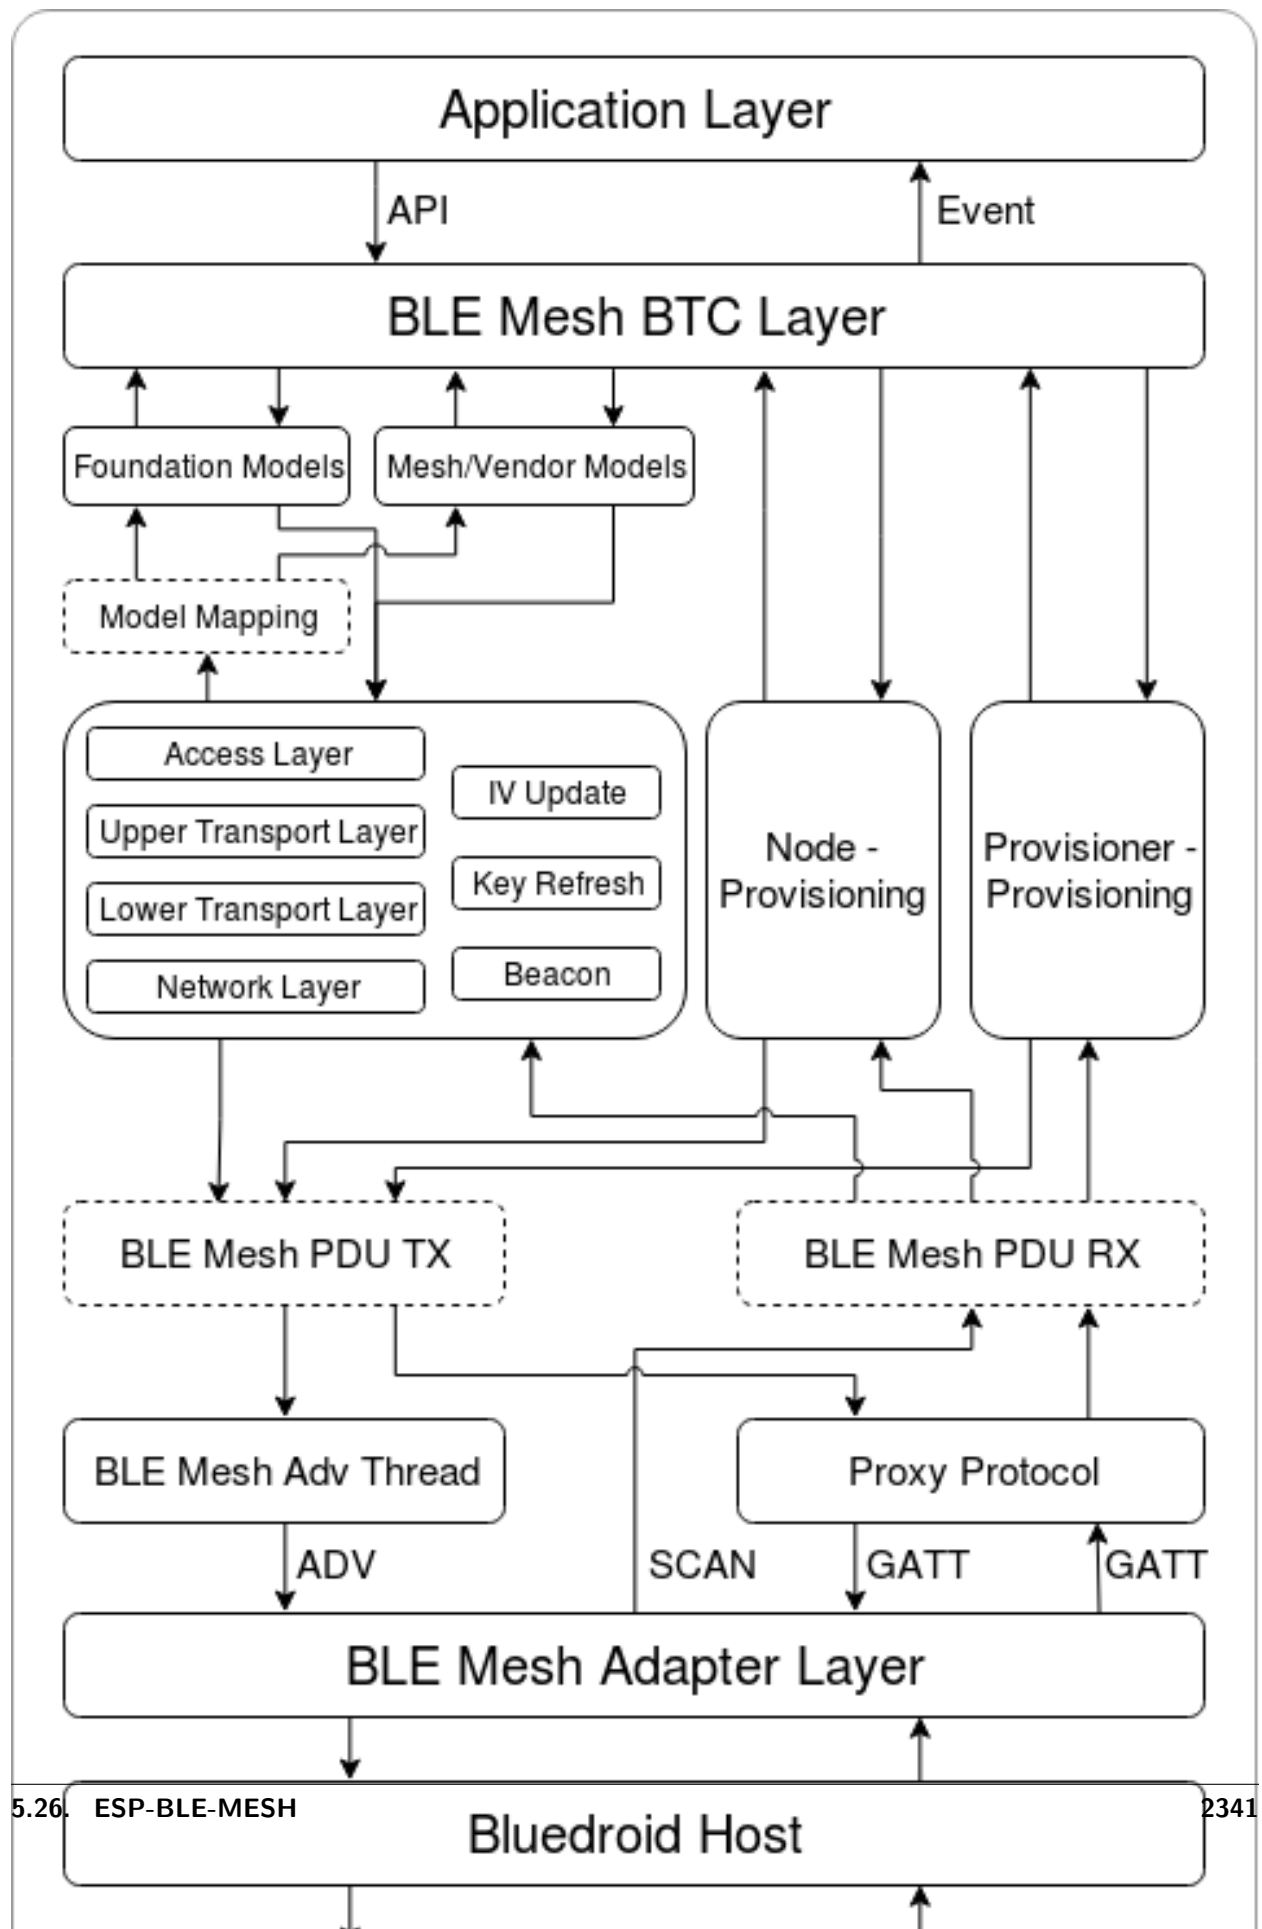 Application Layer
API
Event
BLE Mesh BTC Layer
Foundation Models
Mesh/Vendor Models
Model Mapping
Access Layer
Upper Transport Layer
Lower Transport Layer
Network Layer
IV Update
Key Refresh
Beacon
Node -
Provisioning
Provisioner -
Provisioning
BLE Mesh PDU TX
BLE Mesh PDU RX
BLE Mesh Adv Thread
Proxy Protocol
ADV
SCAN
GATT
GATT
BLE Mesh Adapter Layer
5.26. ESP-BLE-MESH
2341
Bluedroid Host